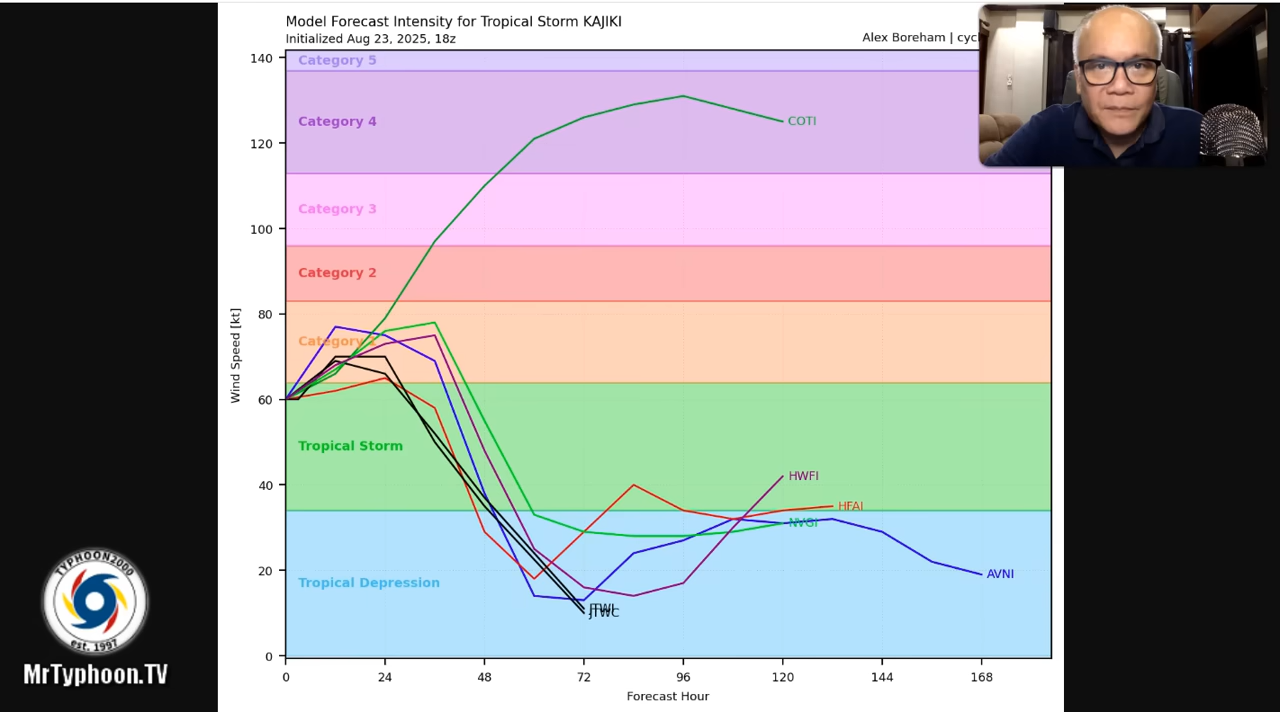 Model Forecast Intensity for Tropical Storm KAJIKI
Initialized Aug 23, 2025, 18z
Alex Boreham | cycl
140
120
100
80
60
40
20
0
Wind Speed [kt]
Category 5
Category 4
Category 3
Category 2
Category 1
Tropical Storm
Tropical Depression
COTI
HWFI
HFAI
NVGI
AVNI
JTWI
JTWC
0 24 48 72 96 120 144 168
Forecast Hour
TYPHOON2000
est. 1997
MrTyphoon.TV